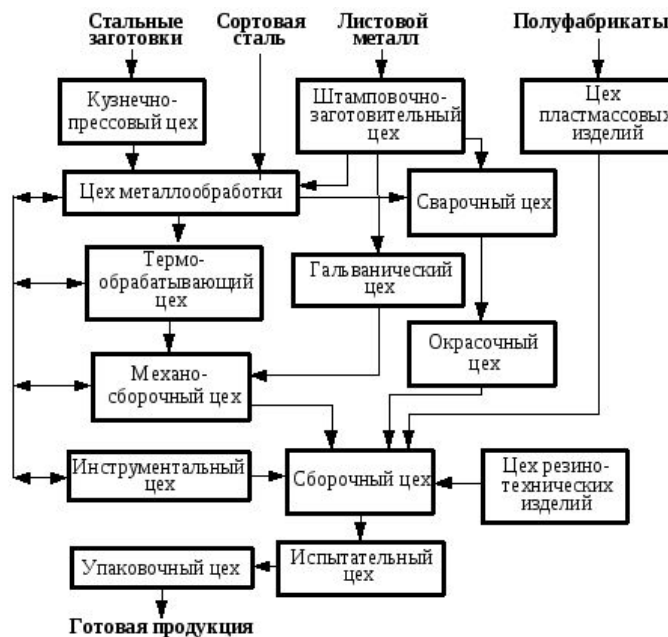 Стальные
заготовки
Сортовая
сталь
Листовой
металл
Полуфабрикаты
Кузнечно-
прессовый цех
Штамповочно-
заготовительный
цех
Цех
пластмассовых
изделий
Цех металлообработки
Сварочный цех
Термо-
обрабатывающий
цех
Гальванический
цех
Окрасочный
цех
Механо-
сборочный цех
Инструментальный
цех
Сборочный цех
Цех резино-
технических
изделий
Упаковочный цех
Испытательный
цех
Готовая продукция